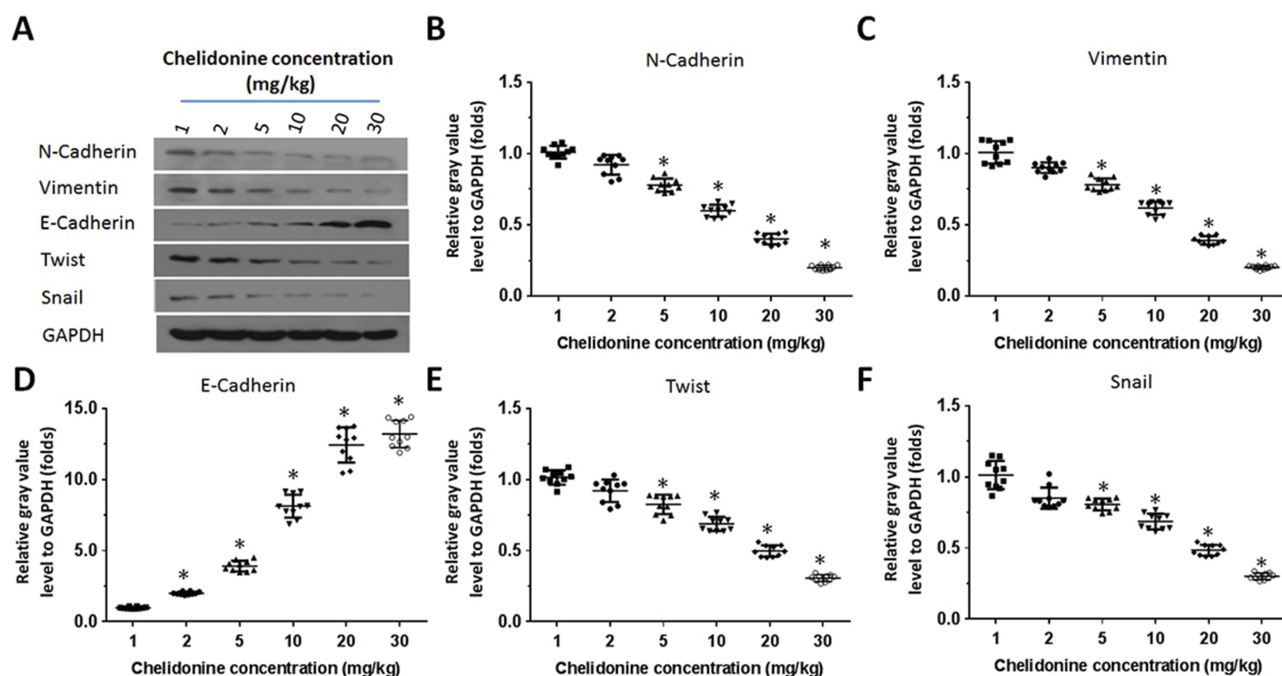 A
Chelidonine concentration
(mg/kg)
1 2 5 10 20 30
N-Cadherin
Vimentin
E-Cadherin
Twist
Snail
GAPDH
B
N-Cadherin
Relative gray value
level to GAPDH (folds)
1.5
1.0
0.5
0.0
* * * *
1 2 5 10 20 30
Chelidonine concentration (mg/kg)
C
Vimentin
Relative gray value
level to GAPDH (folds)
1.5
1.0
0.5
0.0
* * * *
1 2 5 10 20 30
Chelidonine concentration (mg/kg)
D
E-Cadherin
Relative gray value
level to GAPDH (folds)
15.0
10.0
5.0
0.0
* * * * *
1 2 5 10 20 30
Chelidonine concentration (mg/kg)
E
Twist
Relative gray value
level to GAPDH (folds)
1.5
1.0
0.5
0.0
* * * *
1 2 5 10 20 30
Chelidonine concentration (mg/kg)
F
Snail
Relative gray value
level to GAPDH (folds)
1.5
1.0
0.5
0.0
* * * *
1 2 5 10 20 30
Chelidonine concentration (mg/kg)